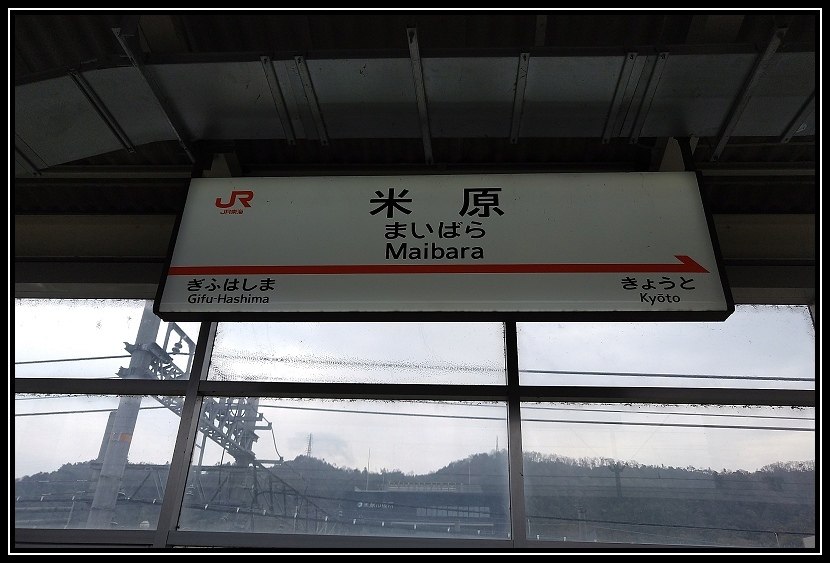 JR
JR東海
米原
まいばら
Maibara
ぎふはしま
Gifu-Hashima
きょうと
Kyōto